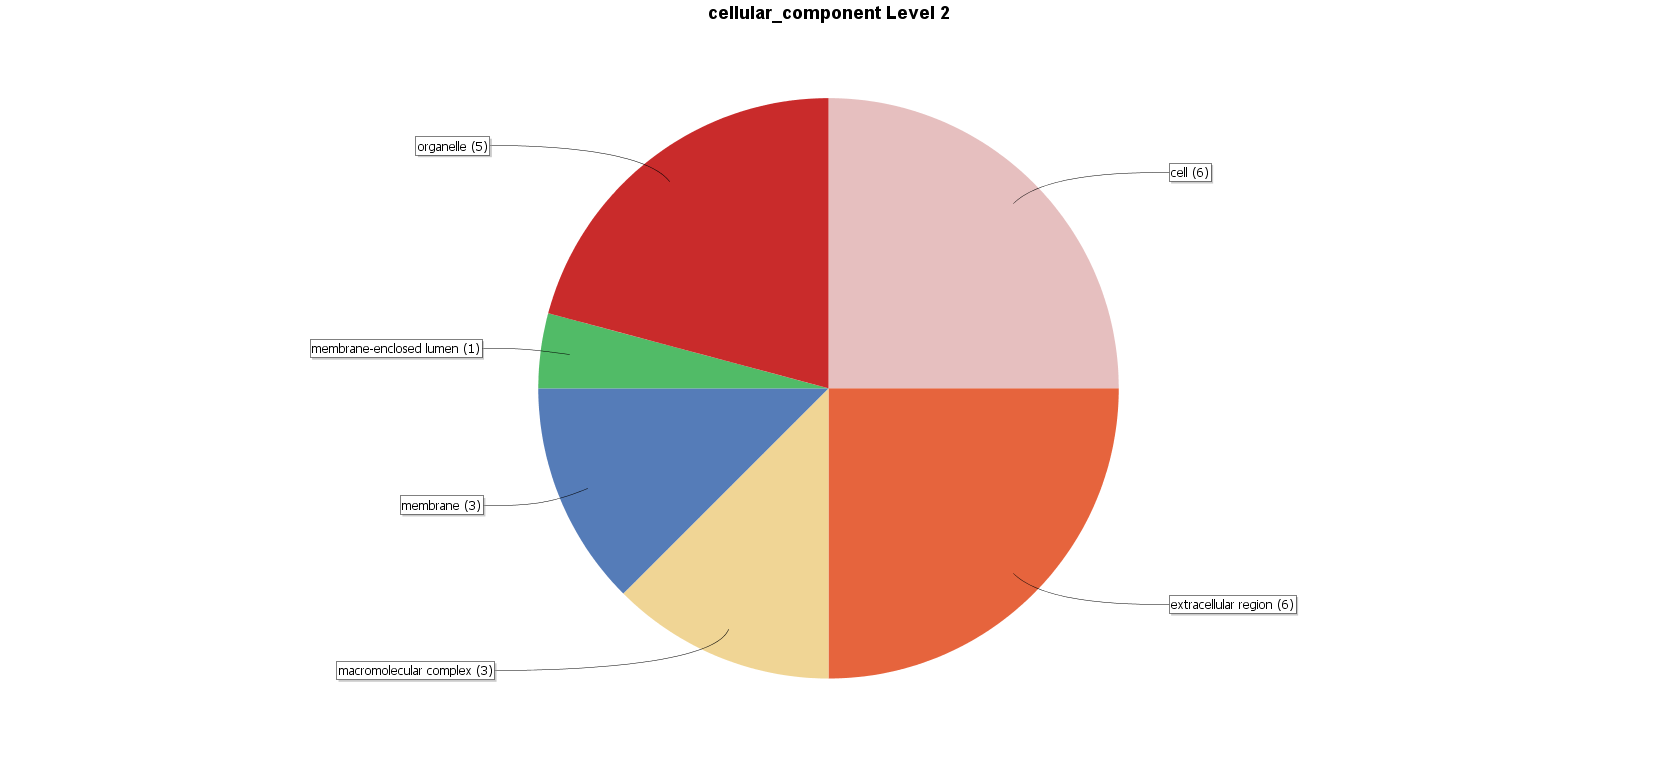 cellular_component Level 2
organelle (5)
cell (6)
membrane-enclosed lumen (1)
membrane (3)
extracellular region (6)
macromolecular complex (3)